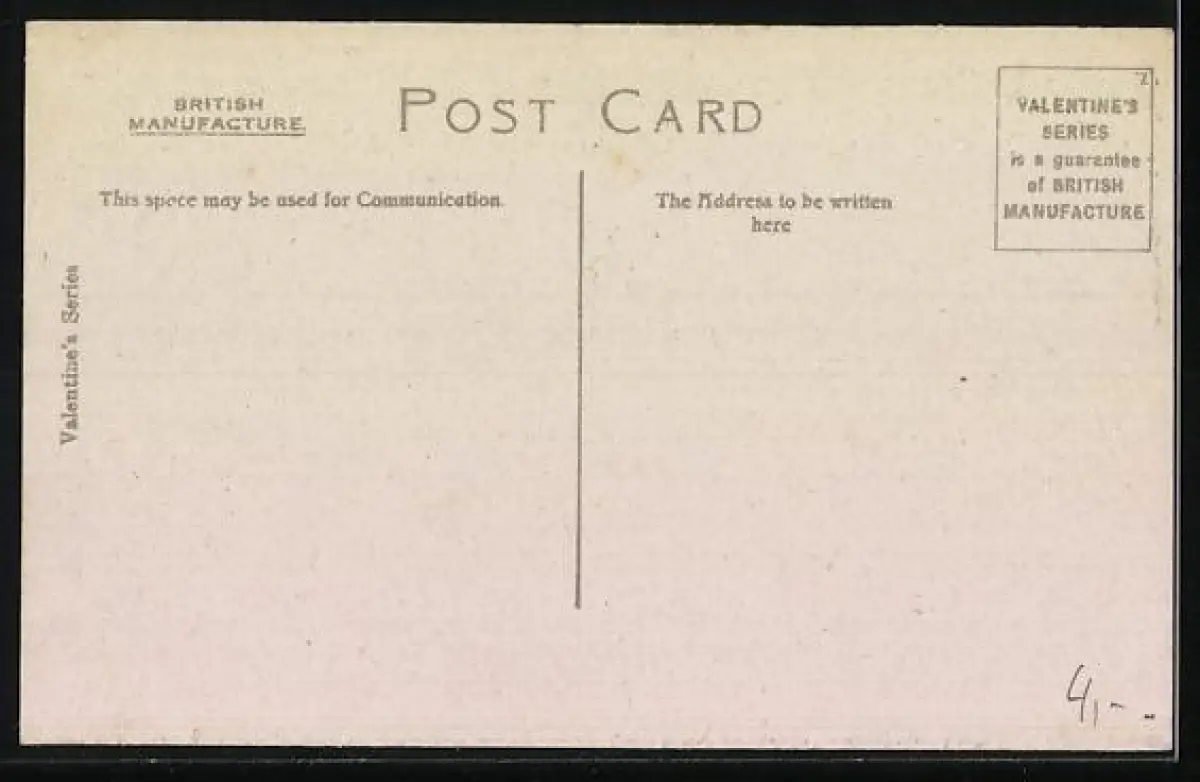 BRITISH
MANUFACTURE
POST CARD
VALENTINE'S
SERIES
is a guarantee
of BRITISH
MANUFACTURE
This space may be used for Communication.
The Address to be written
here
Valentine's Series
4,-